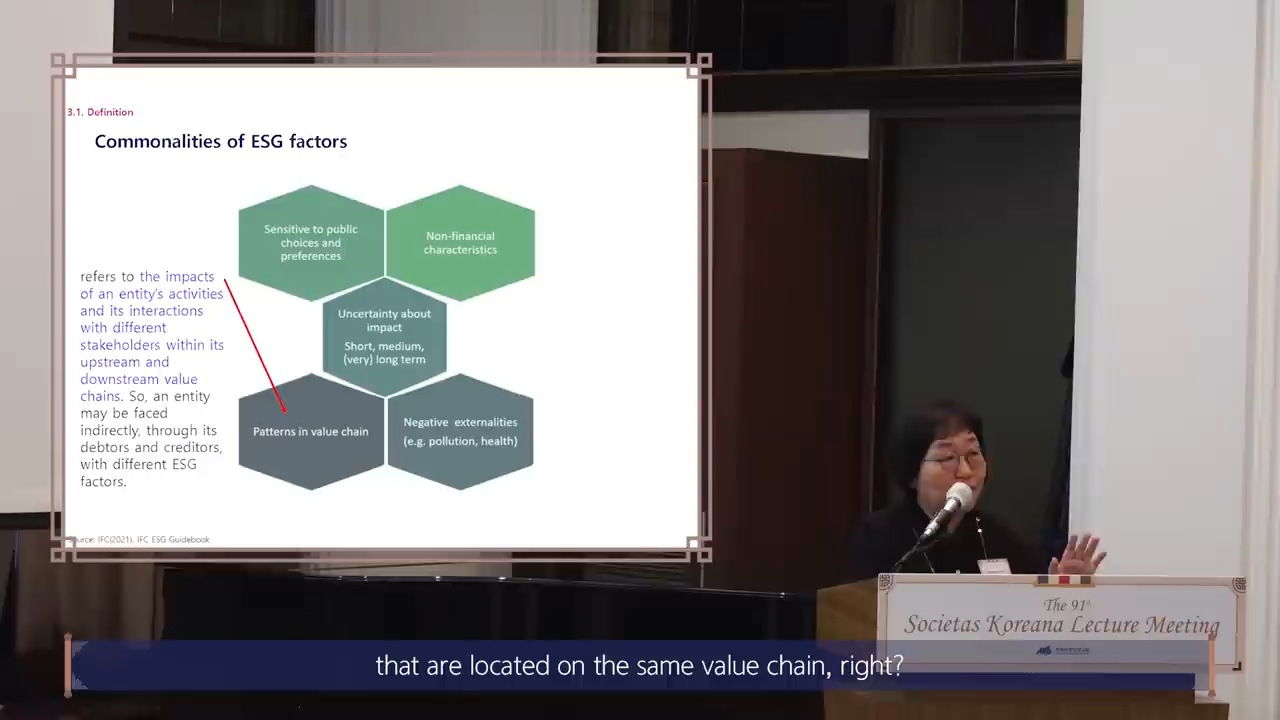 3.1. Definition
Commonalities of ESG factors
Sensitive to public
choices and
preferences
Non-financial
characteristics
refers to the impacts
of an entity's activities
and its interactions
with different
stakeholders within its
upstream and
downstream value
chains. So, an entity
may be faced
indirectly, through its
debtors and creditors,
with different ESG
factors.
Uncertainty about
impact
Short, medium,
(very) long term
Patterns in value chain
Negative externalities
(e.g. pollution, health)
IFC(2021), IFC ESG Guidebook
The 91st
Societas Koreana Lecture Meeting
that are located on the same value chain, right?